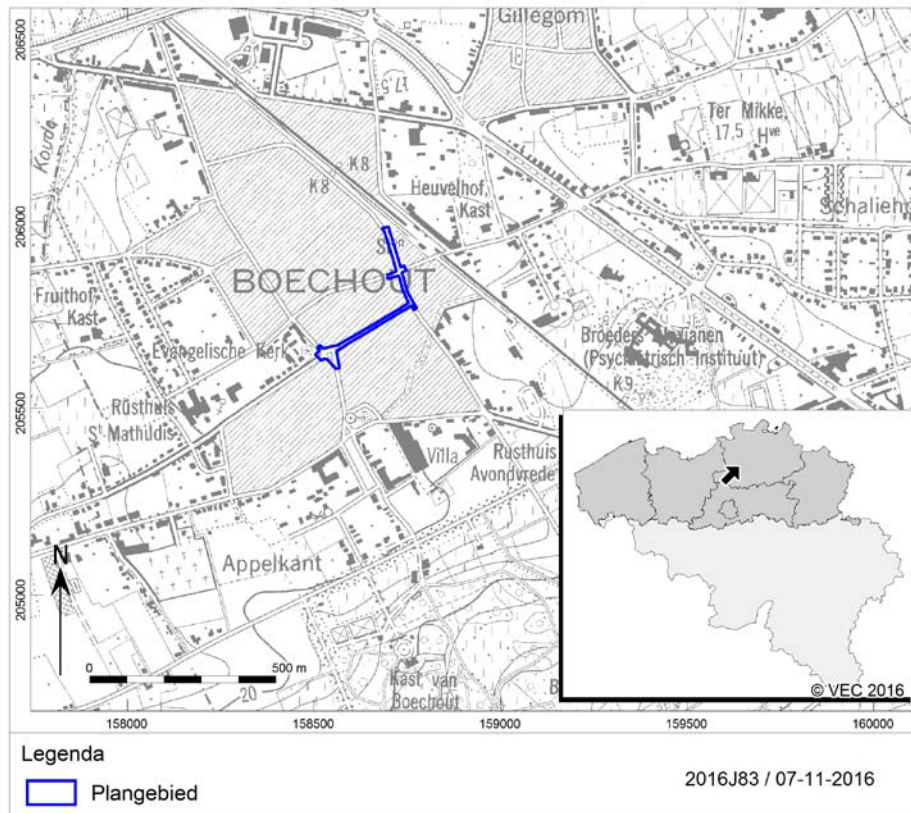 206500
206000
205500
205000
Gillegom
17.5
Koude
Ter Mikke
17,5 Hve
K8
K8
Heuvelhof
Kast
BOECHOUT
Fruithof
Kast
Evangelische Kerk
Broeders Alexianen
(Psychiatrisch Instituut)
K9
Rusthuis
St Mathildis
Villa
Rusthuis
Avondvrede
Appelkant
N
0 500 m
20
Kast van
Boechout
© VEC 2016
158000
158500
159000
159500
160000
Legenda
Plangebied
2016J83 / 07-11-2016